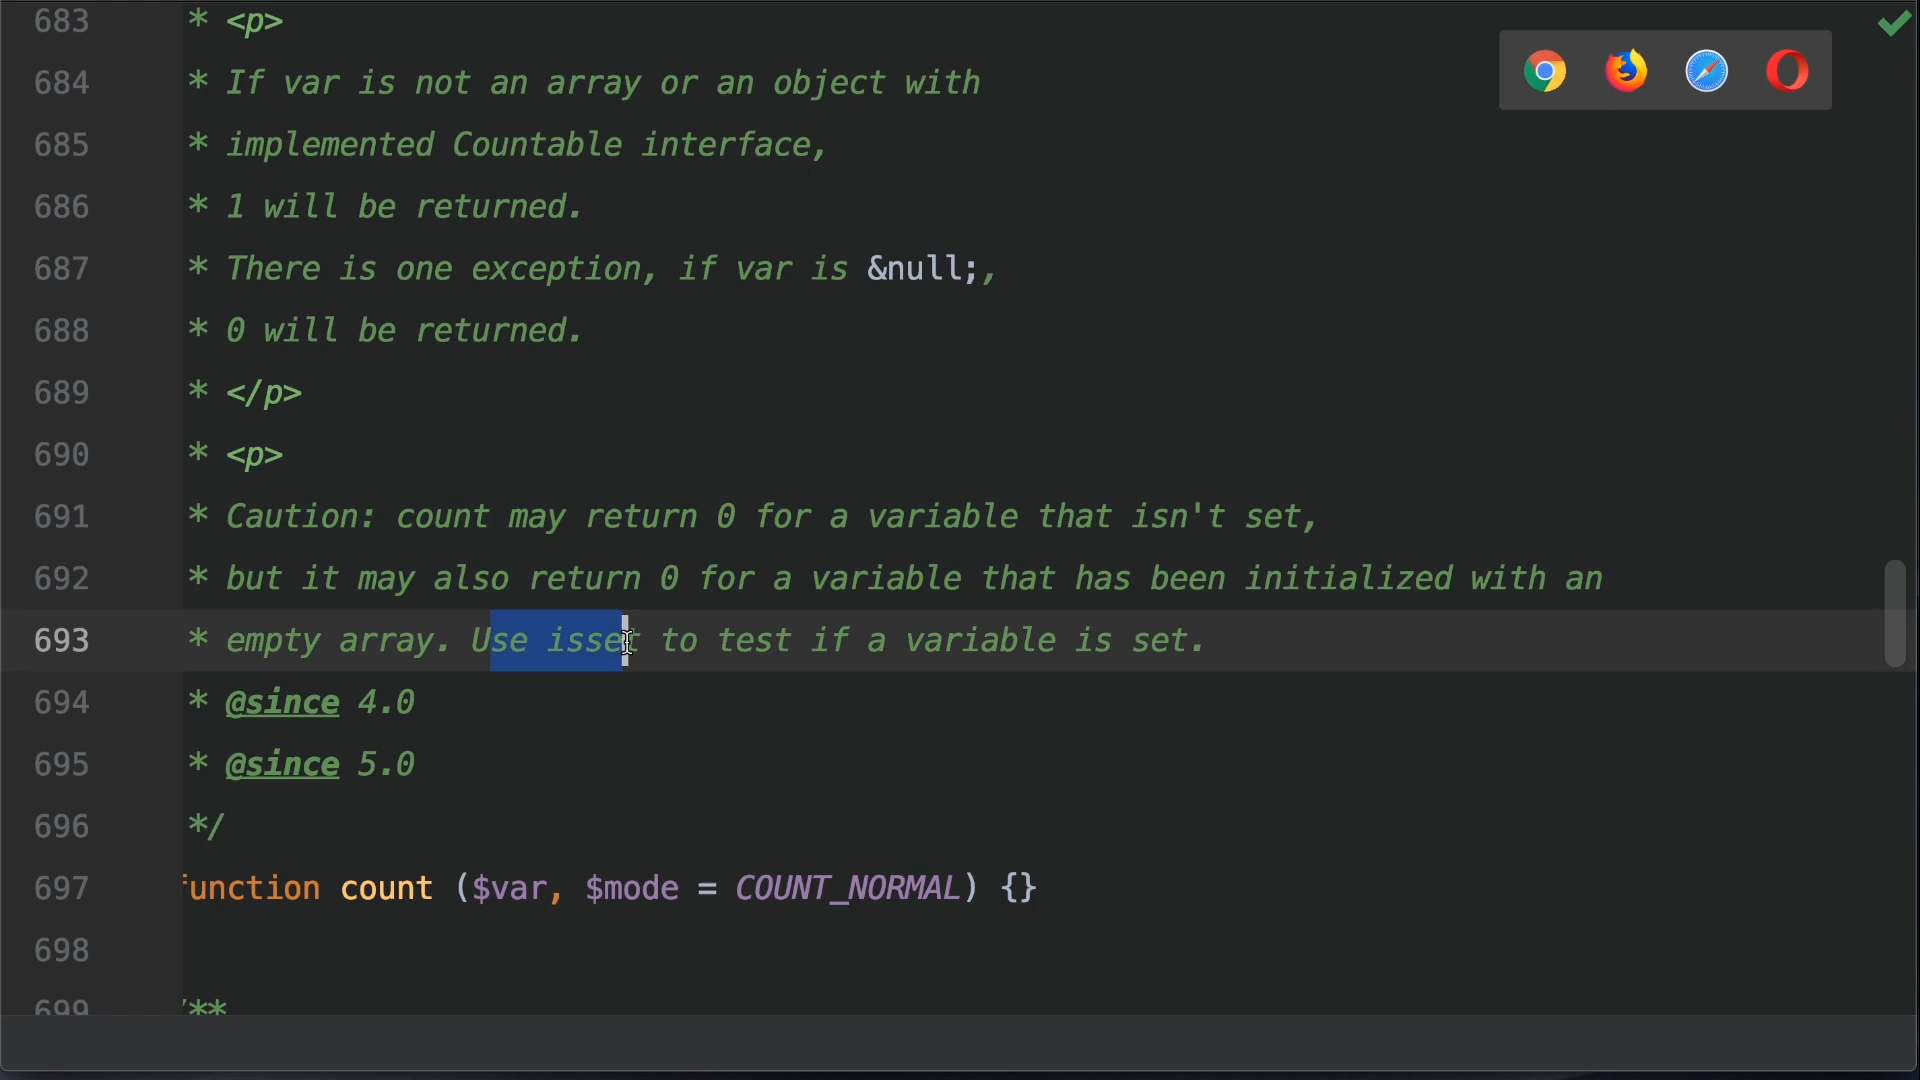 683 * <p>
684 * If var is not an array or an object with
685 * implemented Countable interface,
686 * 1 will be returned.
687 * There is one exception, if var is &null;,
688 * 0 will be returned.
689 * </p>
690 * <p>
691 * Caution: count may return 0 for a variable that isn't set,
692 * but it may also return 0 for a variable that has been initialized with an
693 * empty array. Use isset to test if a variable is set.
694 * @since 4.0
695 * @since 5.0
696 */
697 function count ($var, $mode = COUNT_NORMAL) {}
698
699 /**